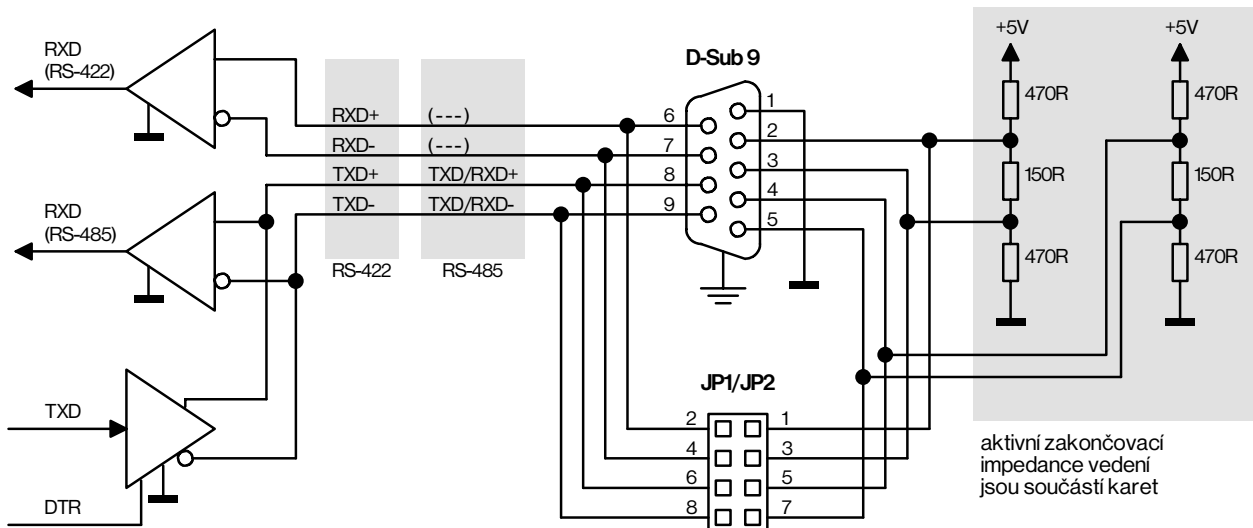 RXD
(RS-422)
RXD+
(---)
RXD-
(---)
TXD+
TXD/RXD+
TXD-
TXD/RXD-
RS-422
RS-485
RXD
(RS-485)
TXD
DTR
D-Sub 9
6
7
8
9
1
2
3
4
5
JP1/JP2
2
4
6
8
1
3
5
7
+5V
+5V
470R
470R
150R
150R
470R
470R
aktivní zakončovací
impedance vedení
jsou součástí karet